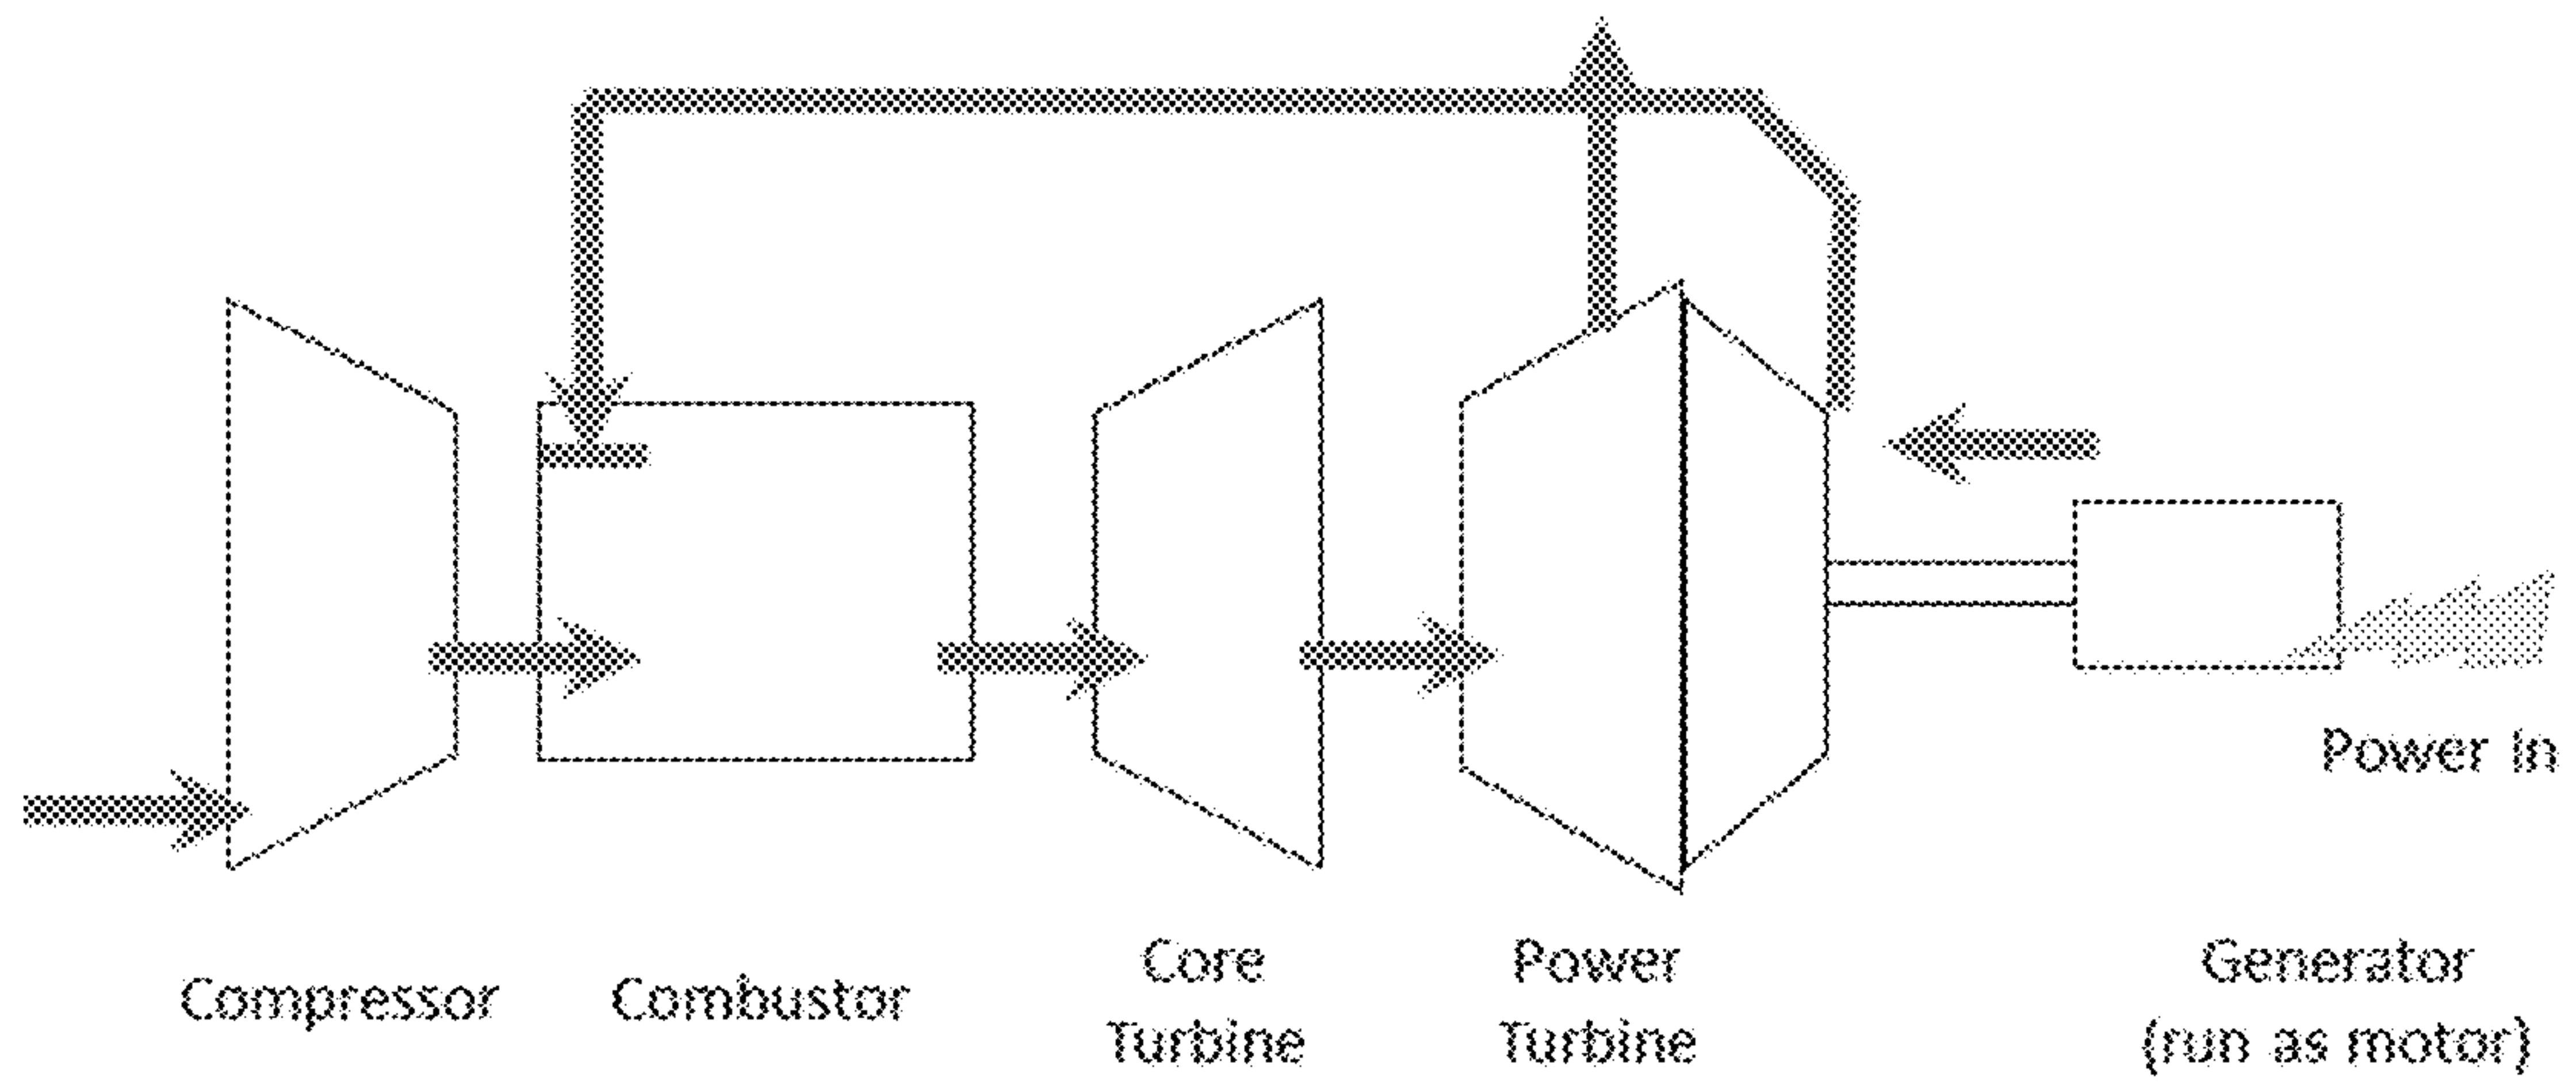 Power In
Compressor
Combustor
Core
Turbine
Power
Turbine
Generator
(run as motor)